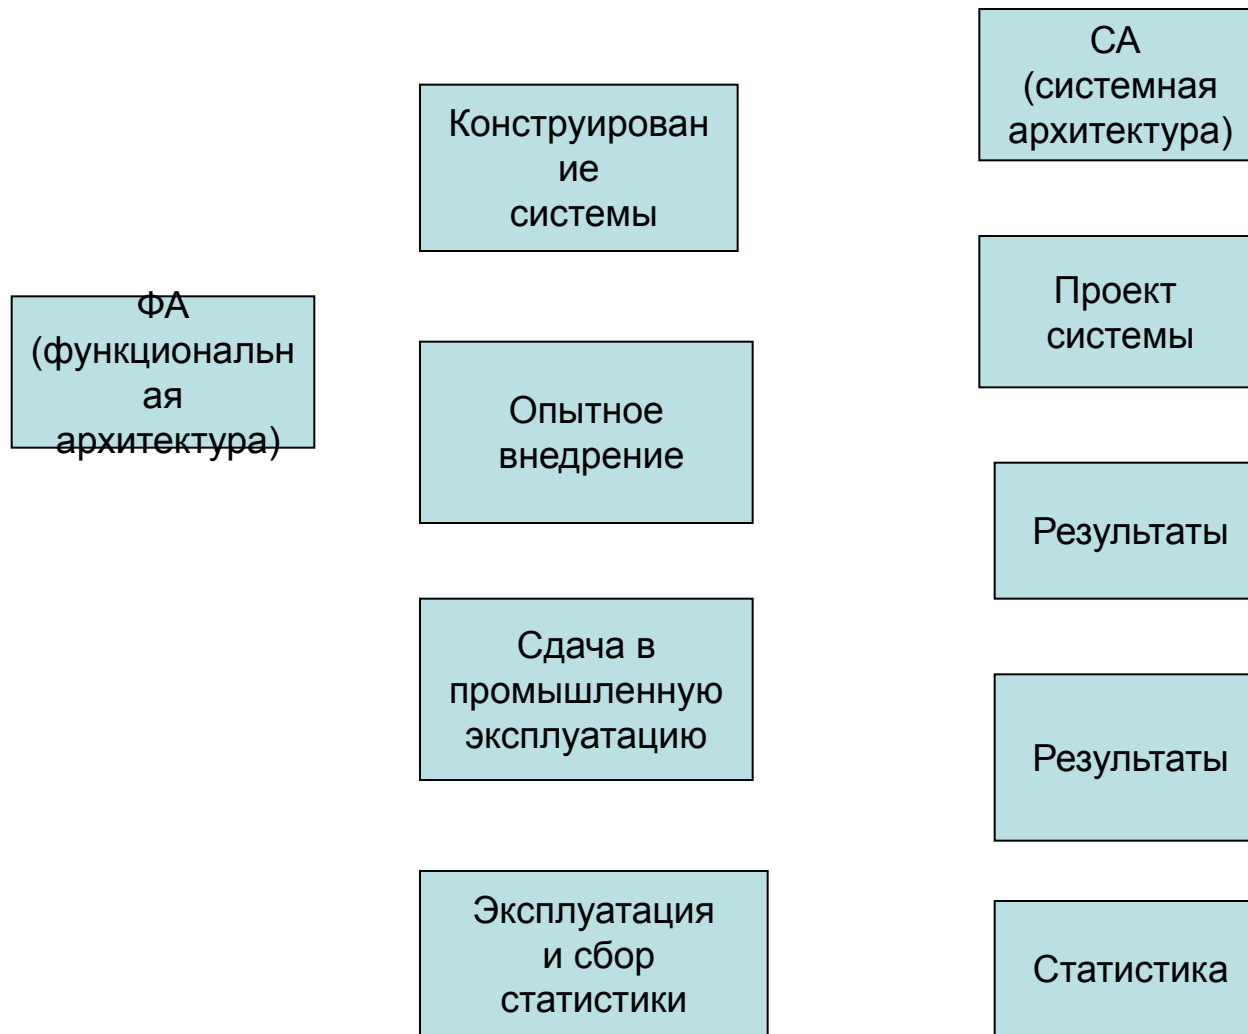 ФА
(функциональн
ая
архитектура)
Конструирован
ие
системы
Опытное
внедрение
Сдача в
промышленную
эксплуатацию
Эксплуатация
и сбор
статистики
СА
(системная
архитектура)
Проект
системы
Результаты
Результаты
Статистика